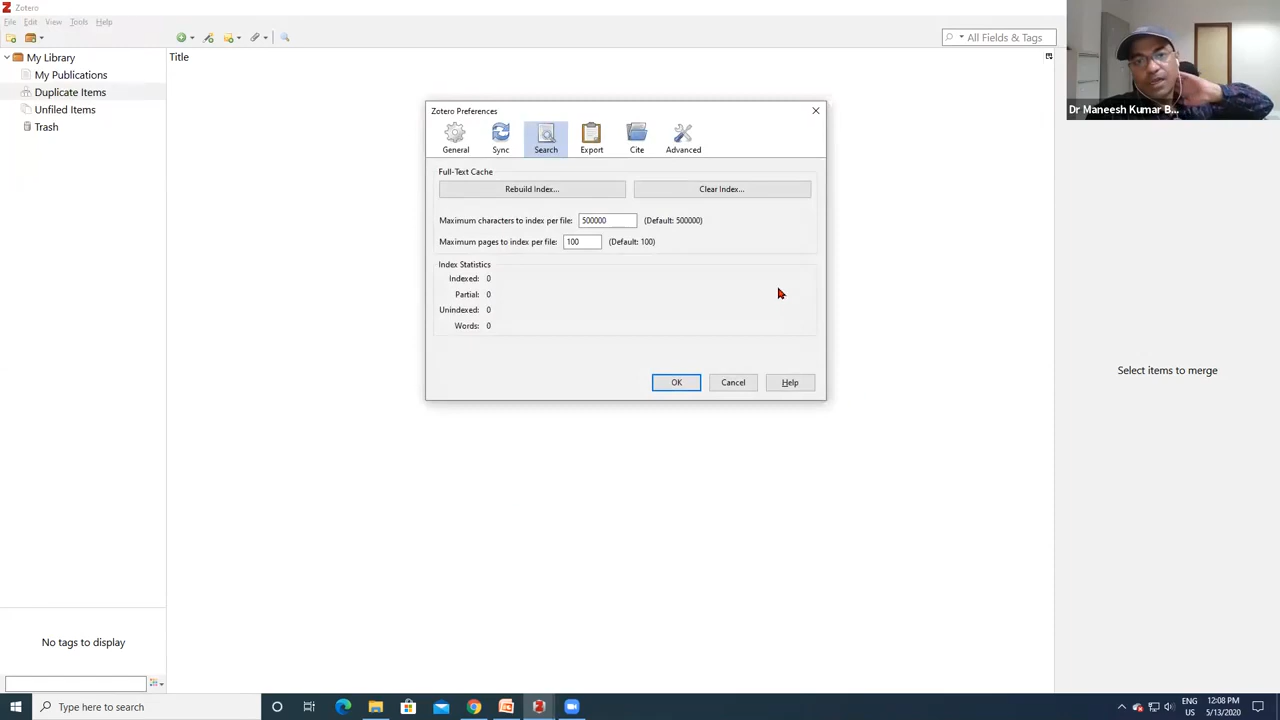 Zotero
File Edit View Tools Help
All Fields & Tags
My Library
My Publications
Duplicate Items
Unfiled Items
Trash
Title
Zotero Preferences
General Sync Search Export Cite Advanced
Full-Text Cache
Rebuild Index... Clear Index...
Maximum characters to index per file: 500000 (Default: 500000)
Maximum pages to index per file: 100 (Default: 100)
Index Statistics
Indexed: 0
Partial: 0
Unindexed: 0
Words: 0
OK Cancel Help
Dr Maneesh Kumar B...
Select items to merge
No tags to display
Type here to search
ENG
US
12:08 PM
5/13/2020